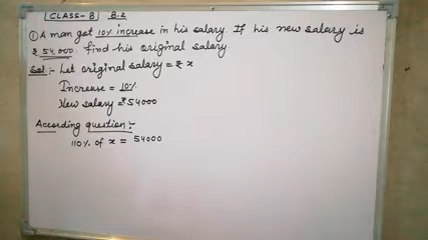 CLASS-8 8.2
① A man got 10% increase in his salary. If his new salary is
₹ 54,000, find his original salary.
Sol :- Let original salary = ₹ x
Increase = 10%
New salary = ₹54000
According question :-
110% of x = 54000